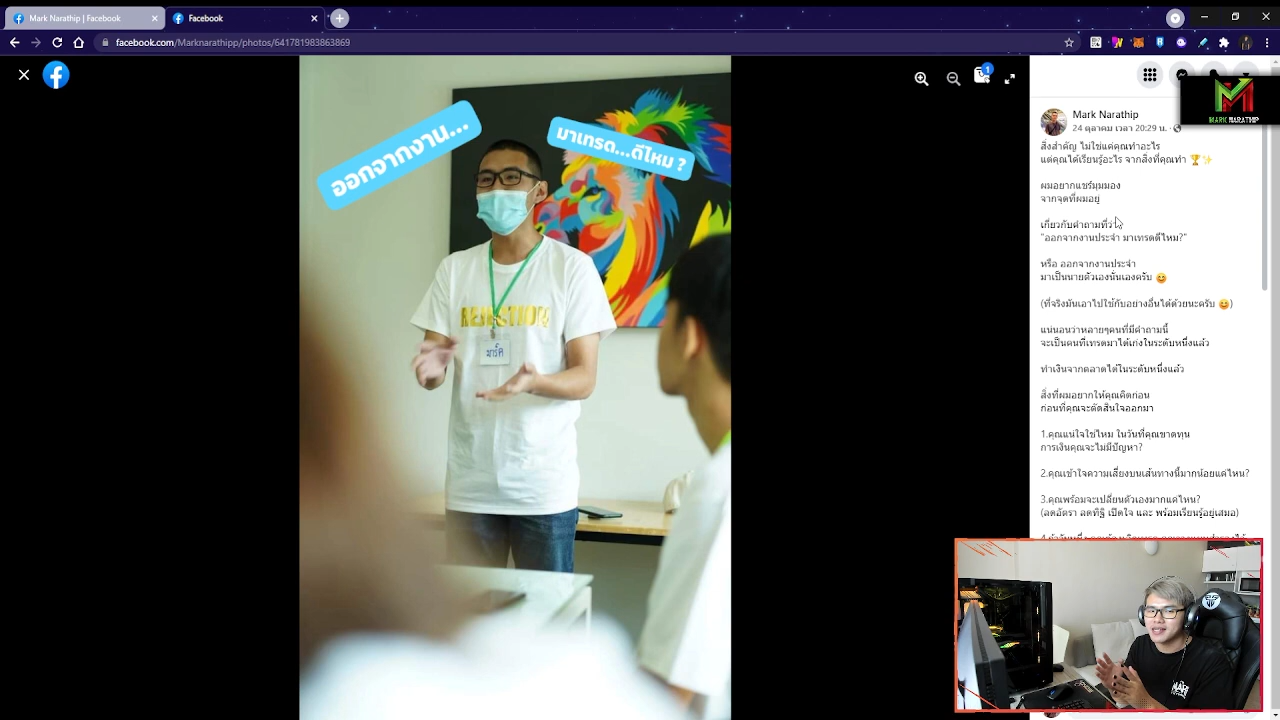 Mark Narathip | Facebook
Facebook
facebook.com/Marknarathipp/photos/641781983863869
1
ออกจากงาน...
มาเทรด...ดีไหม ?
มาร์ค
MARK NARATHIP
Mark Narathip
24 ตุลาคม เวลา 20:29 น. ·
สิ่งสำคัญ ไม่ใช่แค่คุณทำอะไร
แต่คุณได้เรียนรู้อะไร จากสิ่งที่คุณทำ 🏆✨
ผมอยากแชร์มุมมอง
จากจุดที่ผมอยู่
เกี่ยวกับคำถามที่ว่า
"ออกจากงานประจำ มาเทรดดีไหม?"
หรือ ออกจากงานประจำ
มาเป็นนายตัวเองนั่นเองครับ 😊
(ที่จริงมันเอาไปใช้กับอย่างอื่นได้ด้วยนะครับ 😊)
แน่นอนว่าหลายๆคนที่มีคำถามนี้
จะเป็นคนที่เทรดมาได้เก่งในระดับหนึ่งแล้ว
ทำเงินจากตลาดได้ในระดับหนึ่งแล้ว
สิ่งที่ผมอยากให้คุณคิดก่อน
ก่อนที่คุณจะตัดสินใจออกมา
1.คุณแน่ใจใช่ไหม ในวันที่คุณขาดทุน
การเงินคุณจะไม่มีปัญหา?
2.คุณเข้าใจความเสี่ยงบนเส้นทางนี้มากน้อยแค่ไหน?
3.คุณพร้อมจะเปลี่ยนตัวเองมากแค่ไหน?
(ลดอัตรา ลดทิฐิ เปิดใจ และ พร้อมเรียนรู้อยู่เสมอ)